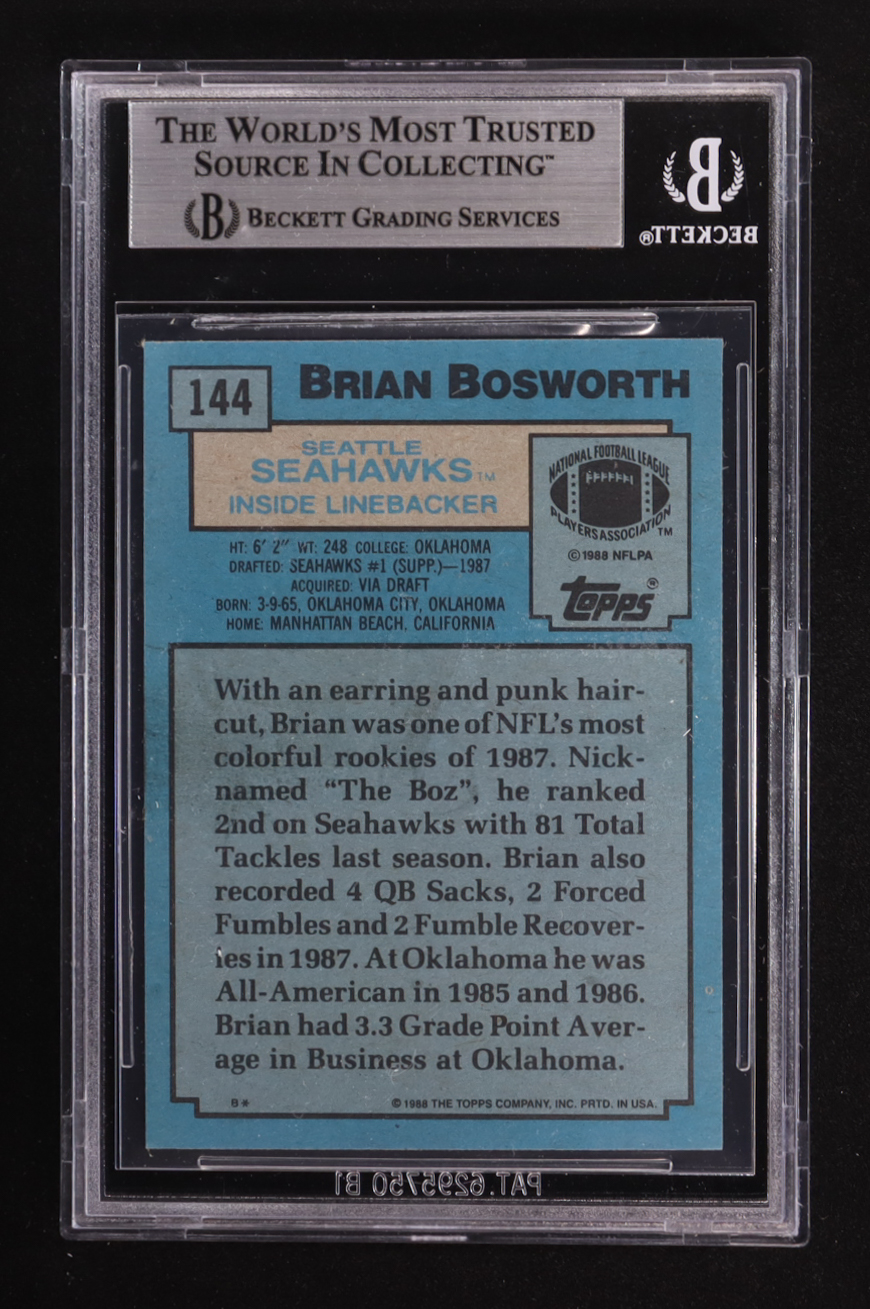 THE WORLD'S MOST TRUSTED
SOURCE IN COLLECTING™
B BECKETT GRADING SERVICES
B
BECKETT®
144
BRIAN BOSWORTH
SEATTLE
SEAHAWKS™
INSIDE LINEBACKER
NATIONAL FOOTBALL LEAGUE
PLAYERS ASSOCIATION™
© 1988 NFLPA
TOPPS®
HT: 6' 2" WT: 248 COLLEGE: OKLAHOMA
DRAFTED: SEAHAWKS #1 (SUPP.)—1987
ACQUIRED: VIA DRAFT
BORN: 3-9-65, OKLAHOMA CITY, OKLAHOMA
HOME: MANHATTAN BEACH, CALIFORNIA
With an earring and punk hair-
cut, Brian was one of NFL's most
colorful rookies of 1987. Nick-
named “The Boz”, he ranked
2nd on Seahawks with 81 Total
Tackles last season. Brian also
recorded 4 QB Sacks, 2 Forced
Fumbles and 2 Fumble Recover-
ies in 1987. At Oklahoma he was
All-American in 1985 and 1986.
Brian had 3.3 Grade Point Aver-
age in Business at Oklahoma.
B*
© 1988 THE TOPPS COMPANY, INC. PRTD. IN USA.
PAT. 6295750 B1